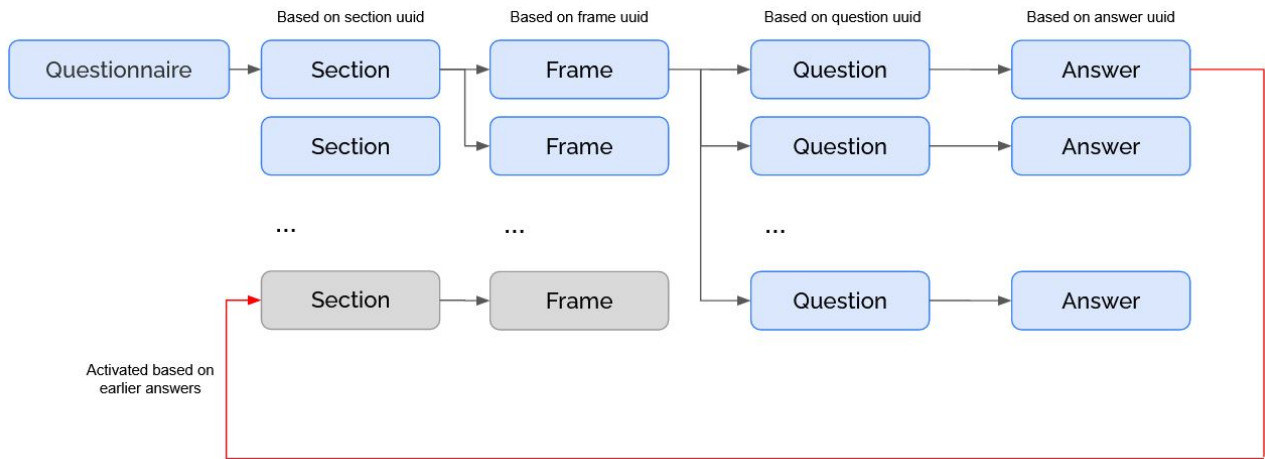 Based on section uuid
Based on frame uuid
Based on question uuid
Based on answer uuid
Questionnaire
Section
Frame
Question
Answer
Section
Frame
Question
Answer
...
...
...
Section
Frame
Question
Answer
Activated based on
earlier answers